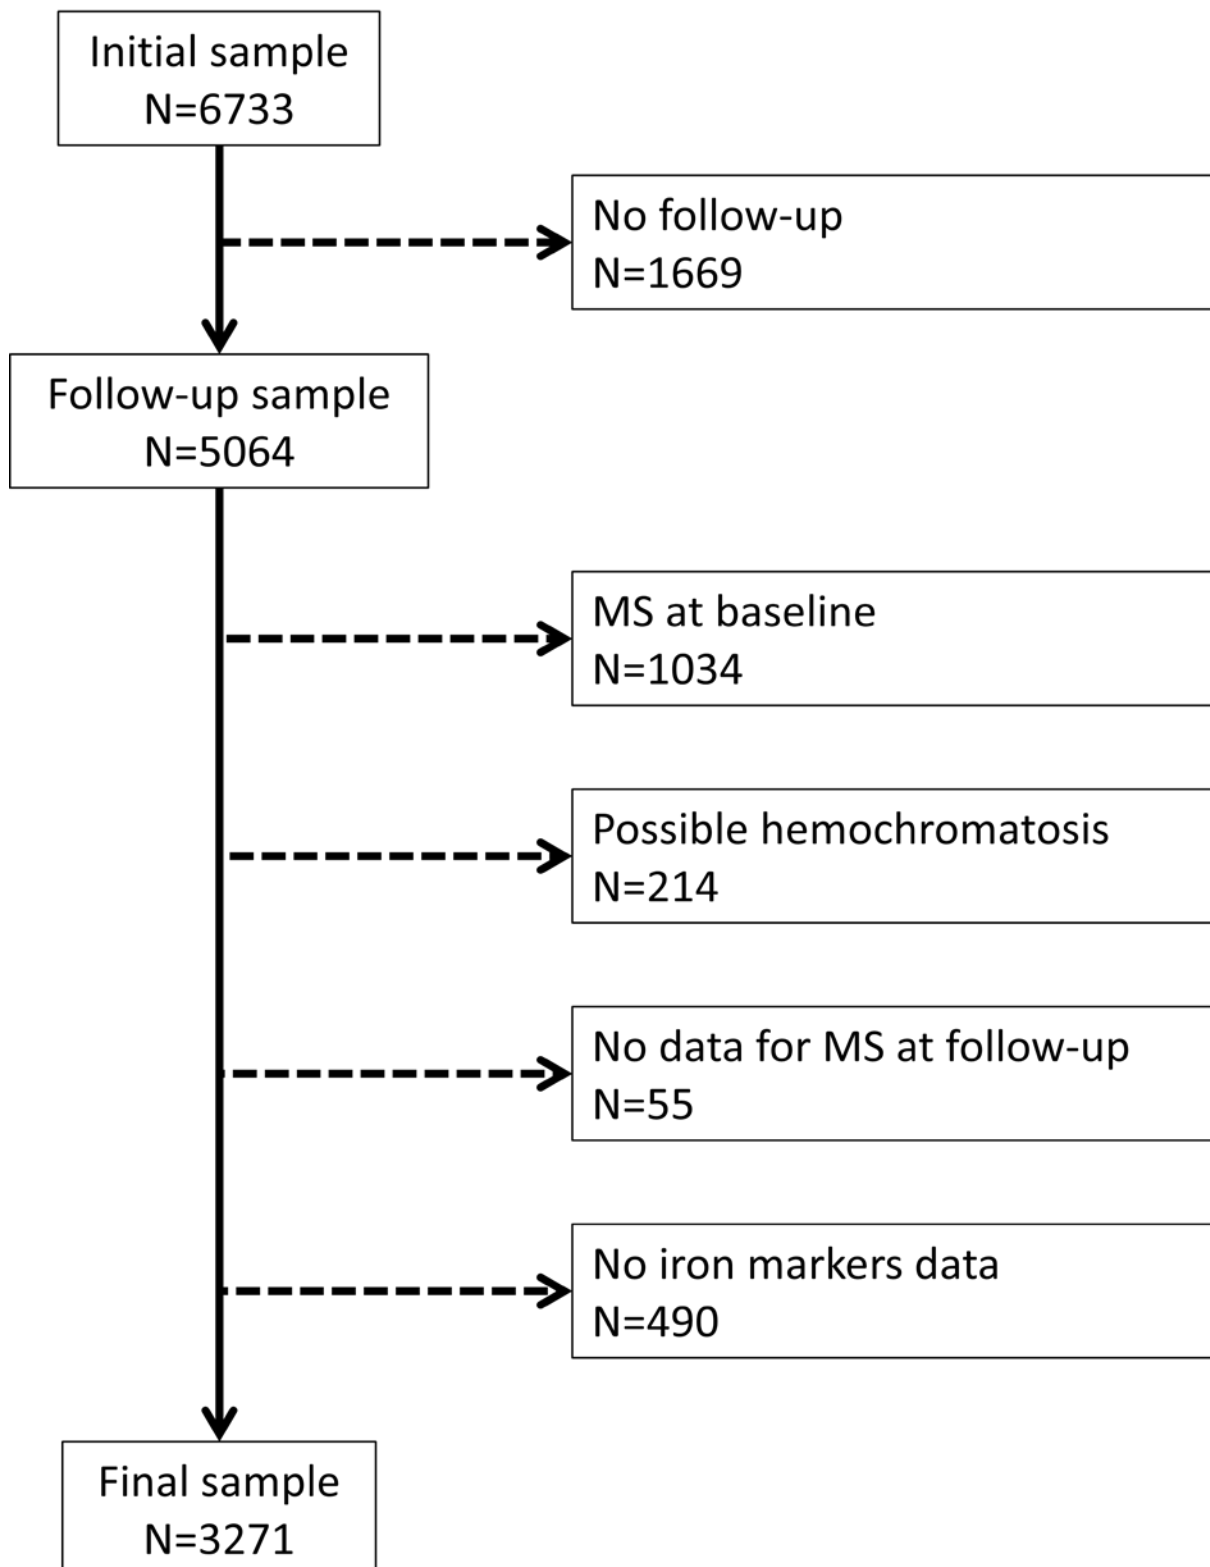 Initial sample
N=6733
No follow-up
N=1669
Follow-up sample
N=5064
MS at baseline
N=1034
Possible hemochromatosis
N=214
No data for MS at follow-up
N=55
No iron markers data
N=490
Final sample
N=3271